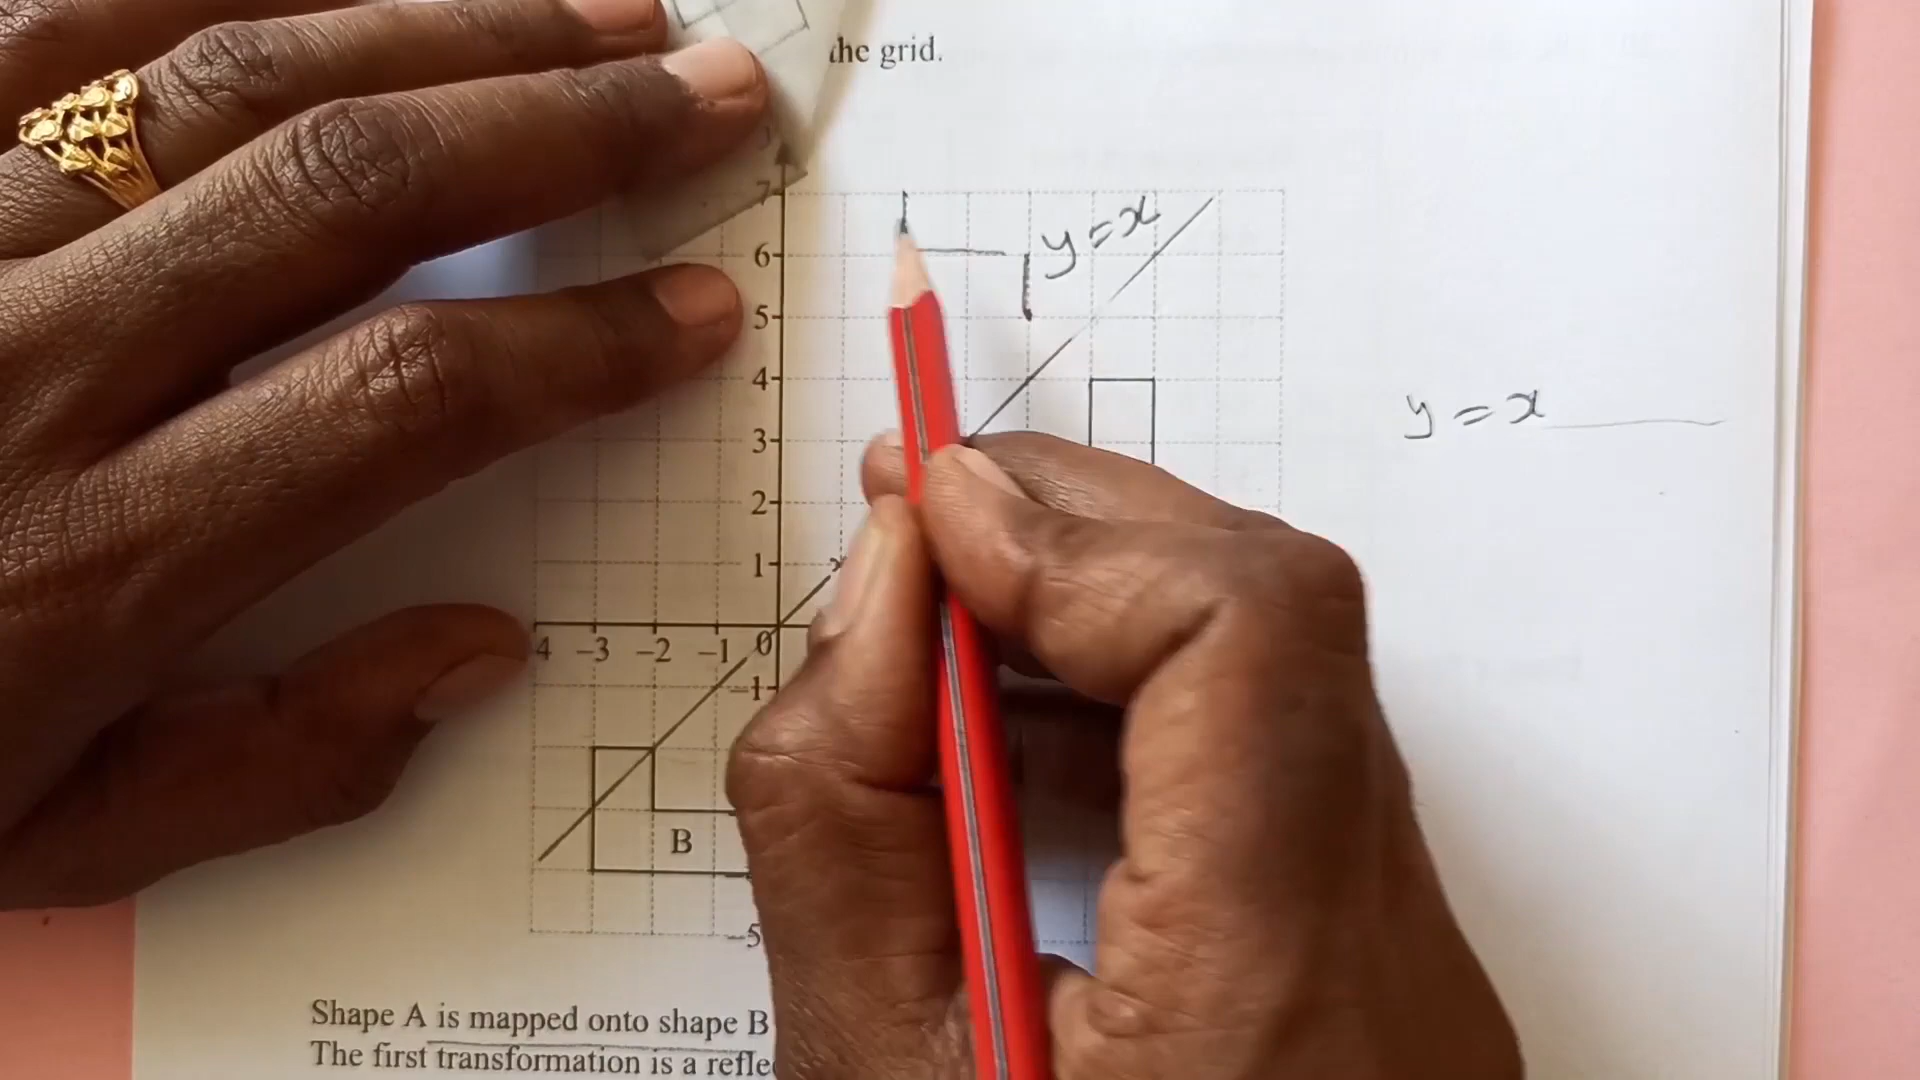 the grid.
7
y = x
6
5
4
y = x
3
2
1
4 -3 -2 -1 0
-1
B
-5
Shape A is mapped onto shape B
The first transformation is a refle